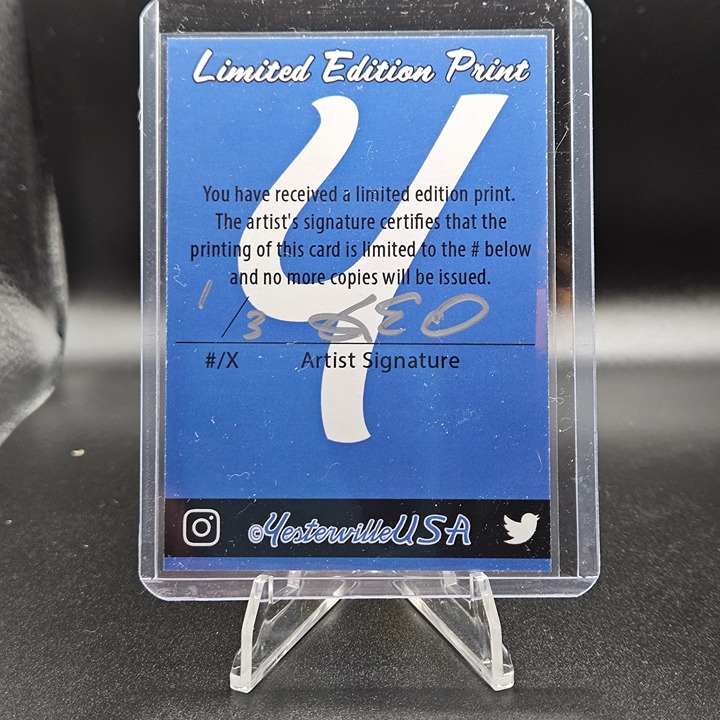 Limited Edition Print
You have received a limited edition print.
The artist's signature certifies that the
printing of this card is limited to the # below
and no more copies will be issued.
1/3
#/X Artist Signature
©YestervilleUSA